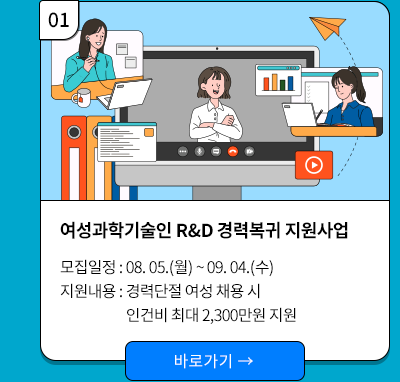 01
여성과학기술인 R&D 경력복귀 지원사업
모집일정 : 08. 05.(월) ~ 09. 04.(수)
지원내용 : 경력단절 여성 채용 시
인건비 최대 2,300만원 지원
바로가기 →